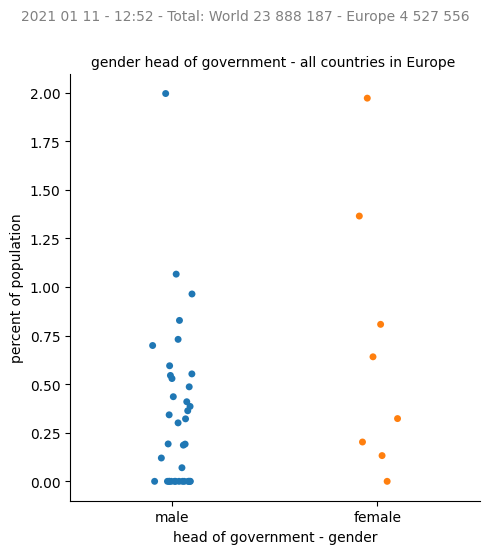 2021 01 11 - 12:52 - Total: World 23 888 187 - Europe 4 527 556
gender head of government - all countries in Europe
2.00
1.75
1.50
1.25
1.00
0.75
0.50
0.25
0.00
percent of population
male female
head of government - gender